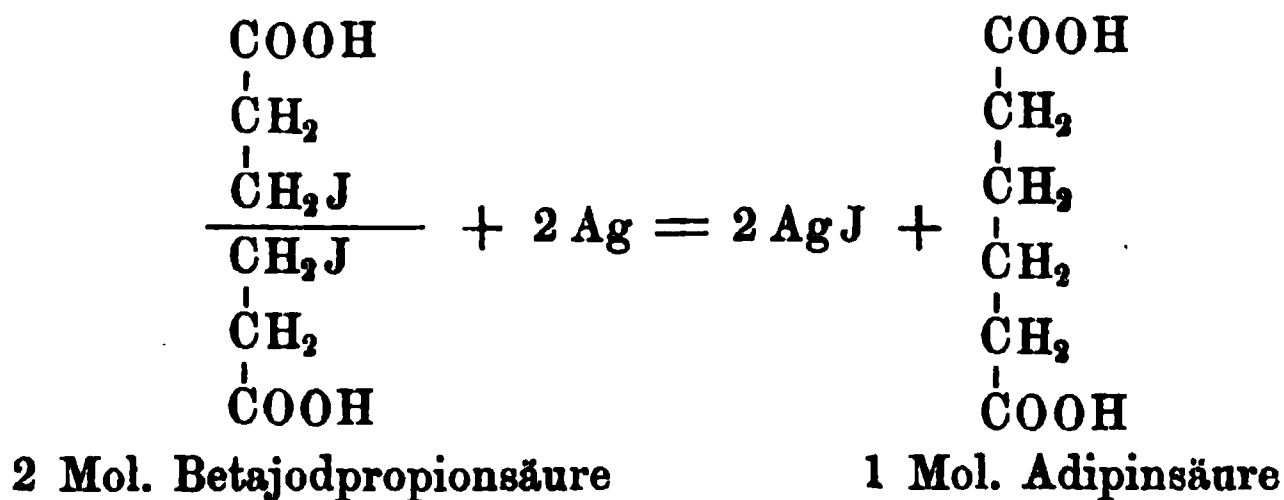 COOH COOH
CH₂ CH₂
CH₂J CH₂
+ 2 Ag = 2 AgJ +
CH₂J CH₂
CH₂ CH₂
COOH COOH
2 Mol. Betajodpropionsäure 1 Mol. Adipinsäure